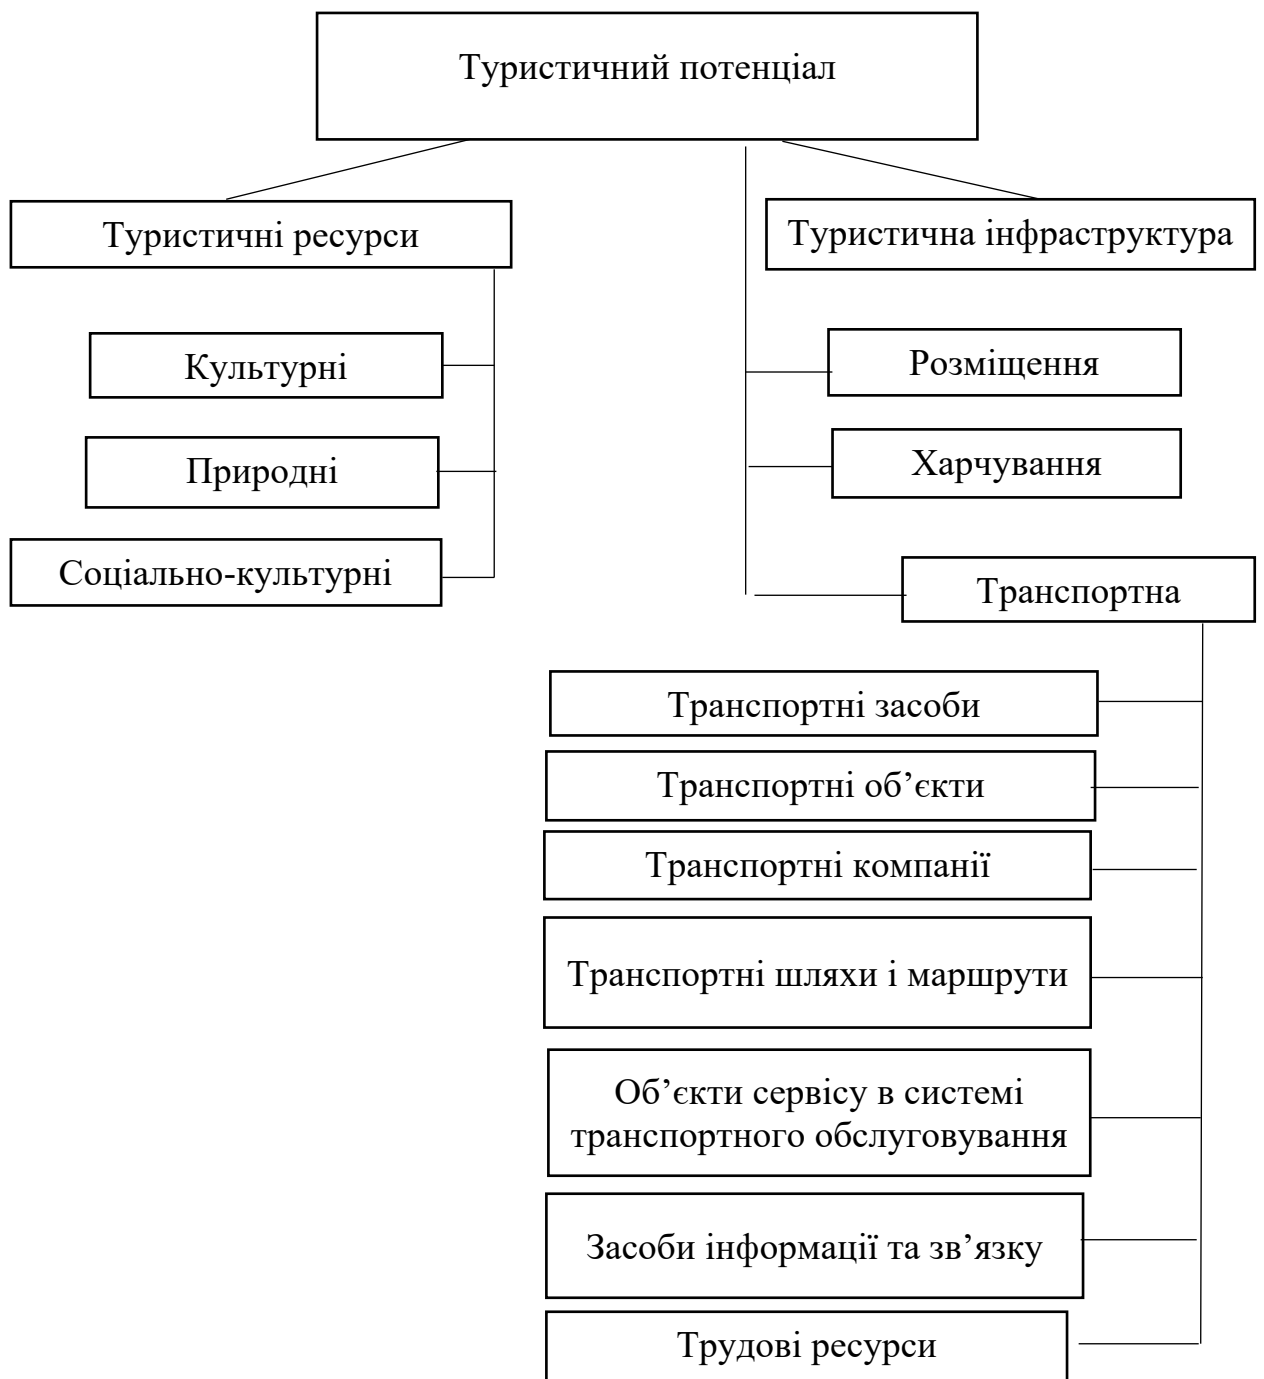 Туристичний потенціал
Туристичні ресурси
Туристична інфраструктура
Культурні
Природні
Соціально-культурні
Розміщення
Харчування
Транспортна
Транспортні засоби
Транспортні об’єкти
Транспортні компанії
Транспортні шляхи і маршрути
Об’єкти сервісу в системі
транспортного обслуговування
Засоби інформації та зв’язку
Трудові ресурси